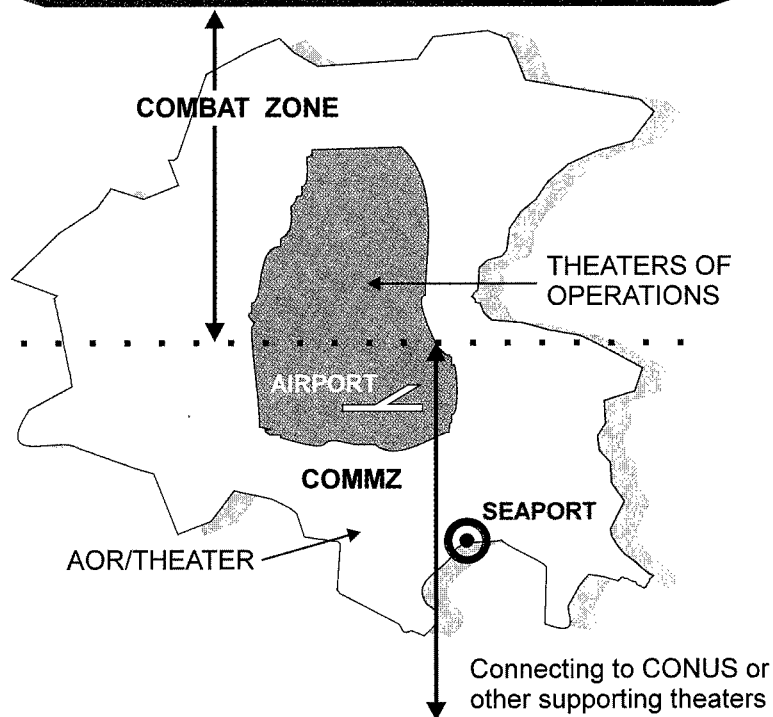 COMBAT ZONE
THEATERS OF
OPERATIONS
AIRPORT
COMMZ
SEAPORT
AOR/THEATER
Connecting to CONUS or
other supporting theaters